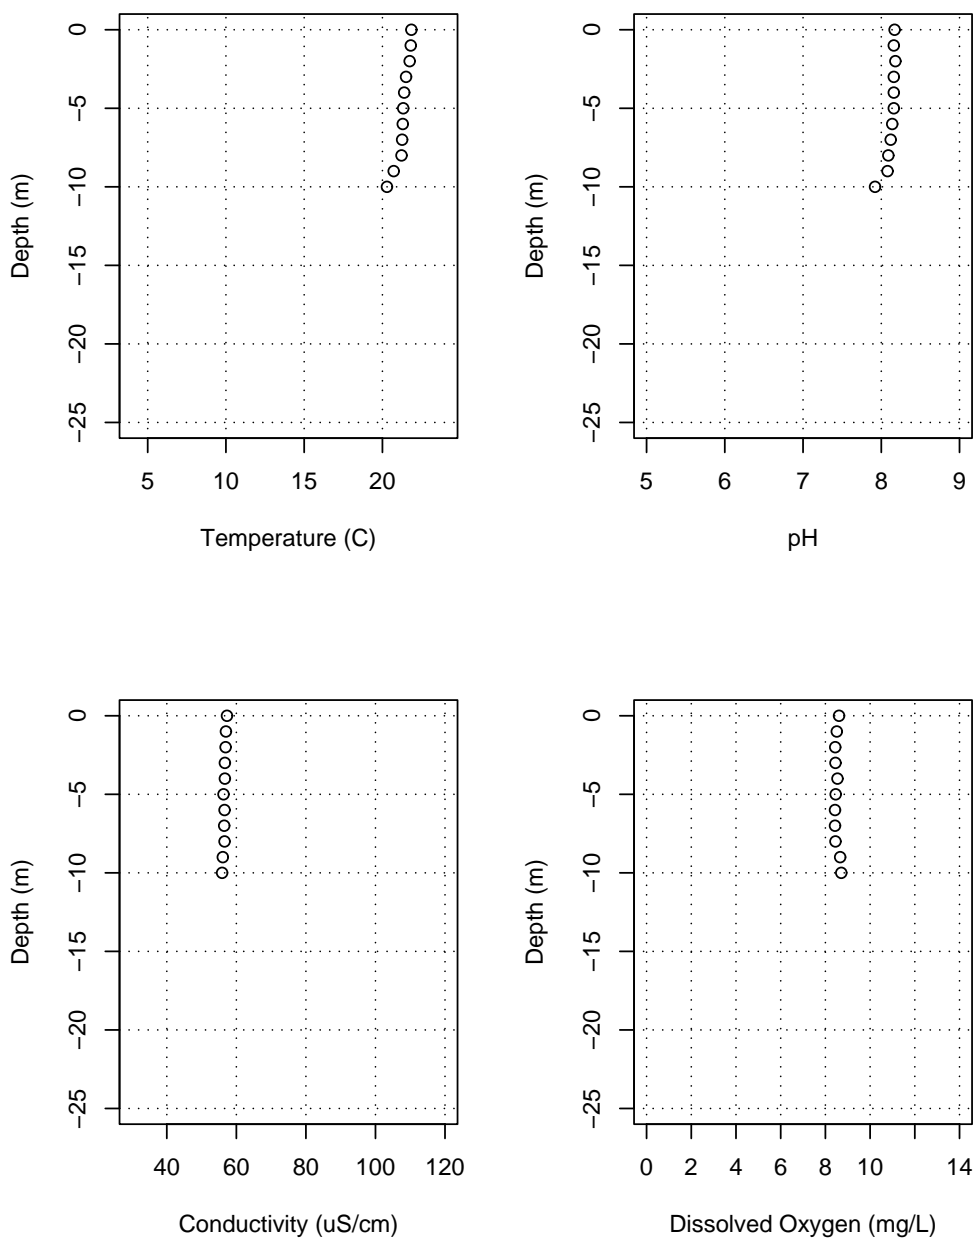 0
−5
−10
−15
−20
−25
Depth (m)
5 10 15 20
Temperature (C)
0
−5
−10
−15
−20
−25
Depth (m)
5 6 7 8 9
pH
0
−5
−10
−15
−20
−25
Depth (m)
40 60 80 100 120
Conductivity (uS/cm)
0
−5
−10
−15
−20
−25
Depth (m)
0 2 4 6 8 10 14
Dissolved Oxygen (mg/L)